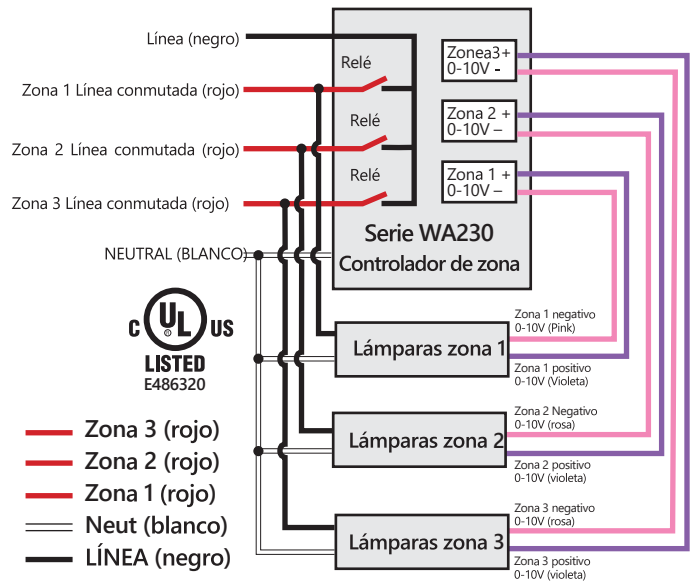 Línea (negro)
Relé
Zonea3+
0-10V -
Zona 1 Línea conmutada (rojo)
Relé
Zona 2 +
0-10V –
Zona 2 Línea conmutada (rojo)
Relé
Zona 1 +
0-10V –
Zona 3 Línea conmutada (rojo)
Serie WA230
Controlador de zona
NEUTRAL (BLANCO)
C UL US
®
LISTED
E486320
Zona 1 negativo
0-10V (Pink)
Lámparas zona 1
Zona 1 positivo
0-10V (Violeta)
Zona 2 Negativo
0-10V (rosa)
Lámparas zona 2
Zona 2 positivo
0-10V (violeta)
Zona 3 negativo
0-10V (rosa)
Lámparas zona 3
Zona 3 positivo
0-10V (violeta)
Zona 3 (rojo)
Zona 2 (rojo)
Zona 1 (rojo)
Neut (blanco)
LÍNEA (negro)